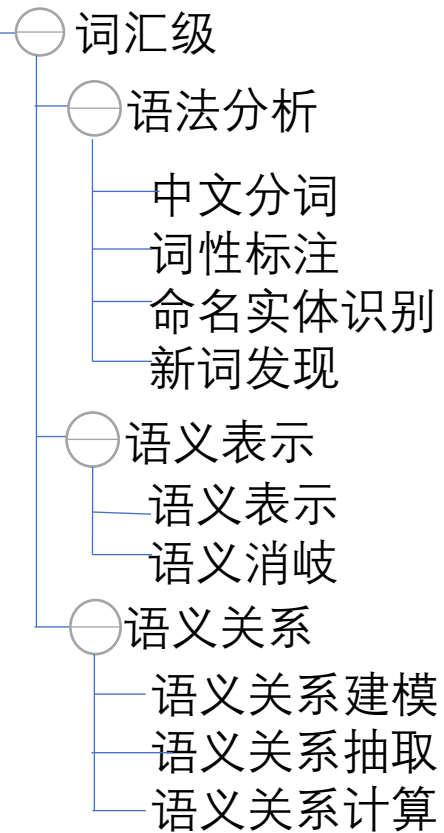 词汇级
语法分析
中文分词
词性标注
命名实体识别
新词发现
语义表示
语义表示
语义消岐
语义关系
语义关系建模
语义关系抽取
语义关系计算